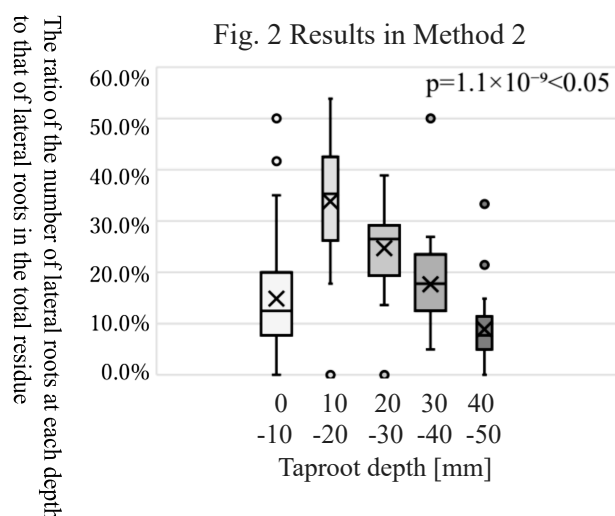 Fig. 2 Results in Method 2
The ratio of the number of lateral roots at each depth
to that of lateral roots in the total residue
p=1.1×10⁻⁹<0.05
60.0%
50.0%
40.0%
30.0%
20.0%
10.0%
0.0%
0 10 20 30 40
-10 -20 -30 -40 -50
Taproot depth [mm]